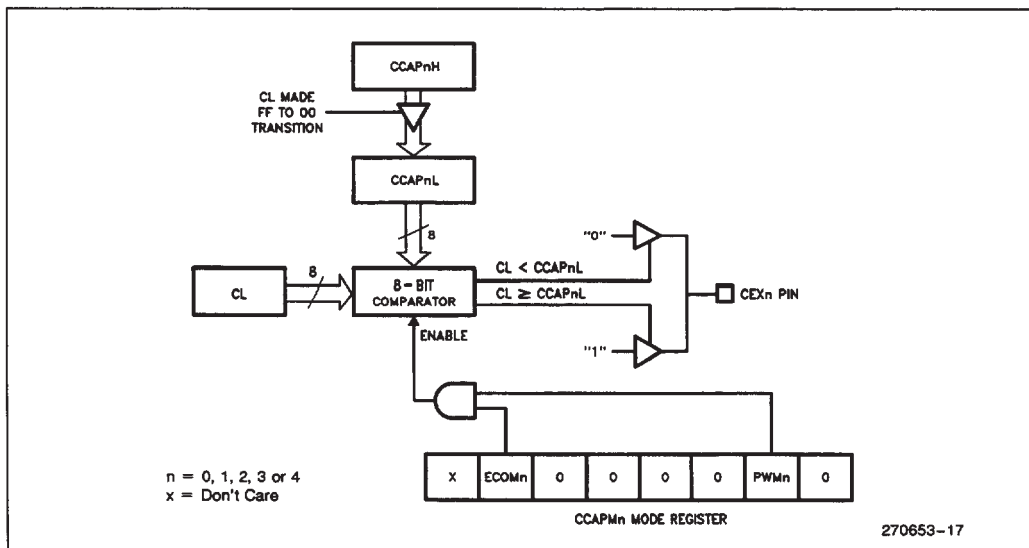 CCAPnH
CL MADE
FF TO 00
TRANSITION
CCAPnL
8
CL
8
8-BIT
COMPARATOR
CL < CCAPnL
CL ≥ CCAPnL
"0"
"1"
CEXn PIN
ENABLE
n = 0, 1, 2, 3 or 4
x = Don't Care
X ECOMn 0 0 0 0 PWMn 0
CCAPMn MODE REGISTER
270653-17